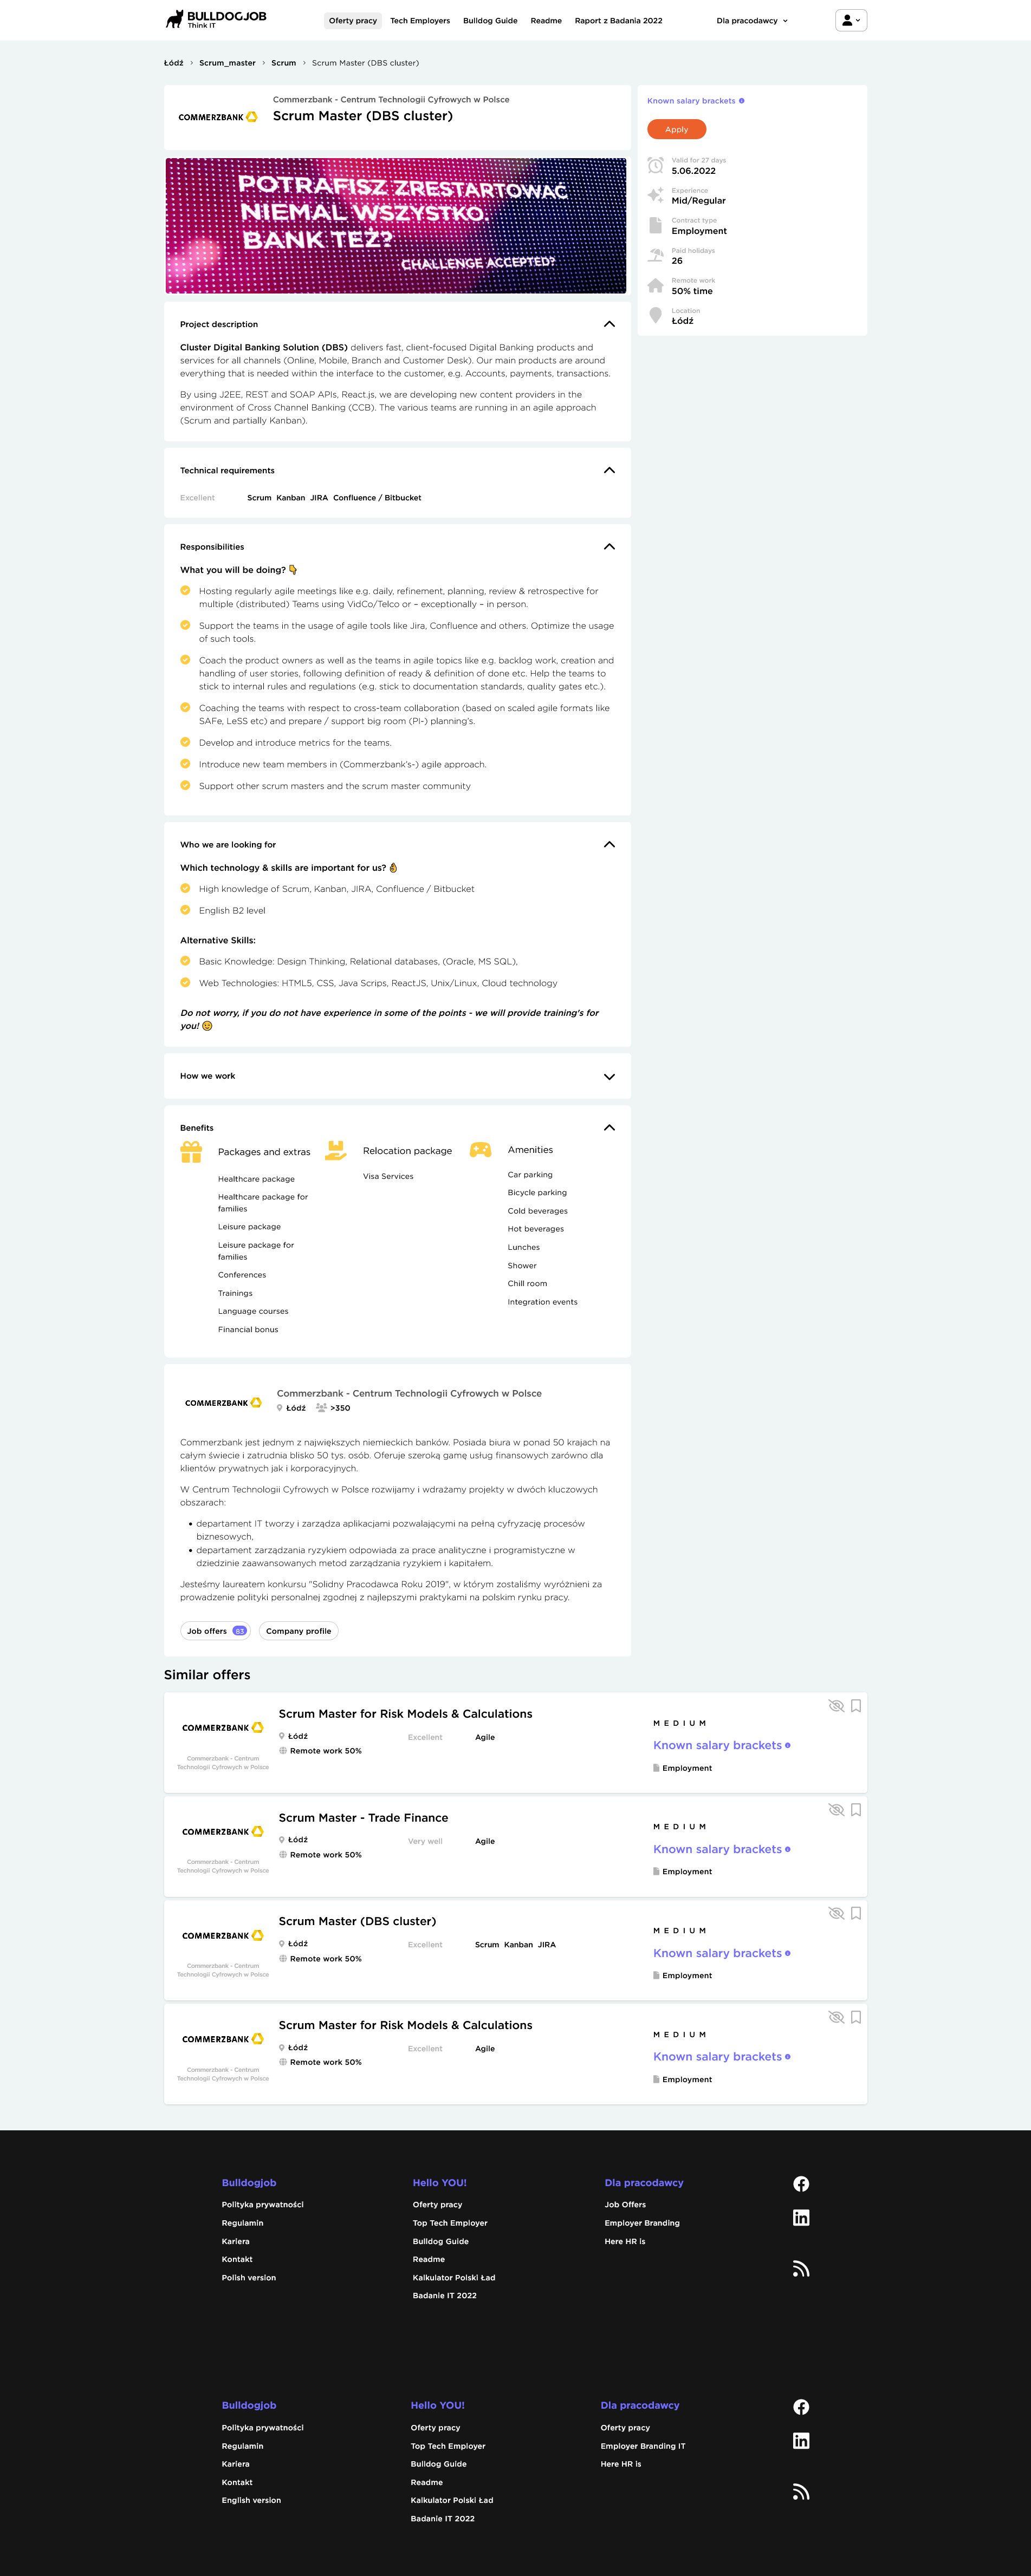 BULLDOGJOB
Think IT
Oferty pracy Tech Employers Bulldog Guide Readme Raport z Badania 2022 Dla pracodawcy
Łódź > Scrum_master > Scrum > Scrum Master (DBS cluster)
COMMERZBANK
Commerzbank - Centrum Technologii Cyfrowych w Polsce
Scrum Master (DBS cluster)
Known salary brackets
Apply
Valid for 27 days
5.06.2022
Experience
Mid/Regular
Contract type
Employment
Paid holidays
26
Remote work
50% time
Location
Łódź
POTRAFISZ ZRESTARTOWAĆ
NIEMAL WSZYSTKO.
BANK TEŻ?
CHALLENGE ACCEPTED?
Project description
Cluster Digital Banking Solution (DBS) delivers fast, client-focused Digital Banking products and
services for all channels (Online, Mobile, Branch and Customer Desk). Our main products are around
everything that is needed within the interface to the customer, e.g. Accounts, payments, transactions.
By using J2EE, REST and SOAP APIs, React.js, we are developing new content providers in the
environment of Cross Channel Banking (CCB). The various teams are running in an agile approach
(Scrum and partially Kanban).
Technical requirements
Excellent Scrum Kanban JIRA Confluence / Bitbucket
Responsibilities
What you will be doing? 👇
Hosting regularly agile meetings like e.g. daily, refinement, planning, review & retrospective for
multiple (distributed) Teams using VidCo/Telco or – exceptionally – in person.
Support the teams in the usage of agile tools like Jira, Confluence and others. Optimize the usage
of such tools.
Coach the product owners as well as the teams in agile topics like e.g. backlog work, creation and
handling of user stories, following definition of ready & definition of done etc. Help the teams to
stick to internal rules and regulations (e.g. stick to documentation standards, quality gates etc.).
Coaching the teams with respect to cross-team collaboration (based on scaled agile formats like
SAFe, LeSS etc) and prepare / support big room (PI-) planning's.
Develop and introduce metrics for the teams.
Introduce new team members in (Commerzbank's-) agile approach.
Support other scrum masters and the scrum master community
Who we are looking for
Which technology & skills are important for us? 👌
High knowledge of Scrum, Kanban, JIRA, Confluence / Bitbucket
English B2 level
Alternative Skills:
Basic Knowledge: Design Thinking, Relational databases, (Oracle, MS SQL),
Web Technologies: HTML5, CSS, Java Scrips, ReactJS, Unix/Linux, Cloud technology
Do not worry, if you do not have experience in some of the points - we will provide training's for
you! 😉
How we work
Benefits
Packages and extras
Healthcare package
Healthcare package for
families
Leisure package
Leisure package for
families
Conferences
Trainings
Language courses
Financial bonus
Relocation package
Visa Services
Amenities
Car parking
Bicycle parking
Cold beverages
Hot beverages
Lunches
Shower
Chill room
Integration events
COMMERZBANK
Commerzbank - Centrum Technologii Cyfrowych w Polsce
Łódź >350
Commerzbank jest jednym z największych niemieckich banków. Posiada biura w ponad 50 krajach na
całym świecie i zatrudnia blisko 50 tys. osób. Oferuje szeroką gamę usług finansowych zarówno dla
klientów prywatnych jak i korporacyjnych.
W Centrum Technologii Cyfrowych w Polsce rozwijamy i wdrażamy projekty w dwóch kluczowych
obszarach:
• departament IT tworzy i zarządza aplikacjami pozwalającymi na pełną cyfryzację procesów
biznesowych,
• departament zarządzania ryzykiem odpowiada za prace analityczne i programistyczne w
dziedzinie zaawansowanych metod zarządzania ryzykiem i kapitałem.
Jesteśmy laureatem konkursu "Solidny Pracodawca Roku 2019", w którym zostaliśmy wyróżnieni za
prowadzenie polityki personalnej zgodnej z najlepszymi praktykami na polskim rynku pracy.
Job offers 83 Company profile
Similar offers
COMMERZBANK
Commerzbank - Centrum
Technologii Cyfrowych w Polsce
Scrum Master for Risk Models & Calculations
Łódź
Remote work 50%
Excellent Agile
MEDIUM
Known salary brackets
Employment
COMMERZBANK
Commerzbank - Centrum
Technologii Cyfrowych w Polsce
Scrum Master - Trade Finance
Łódź
Remote work 50%
Very well Agile
MEDIUM
Known salary brackets
Employment
COMMERZBANK
Commerzbank - Centrum
Technologii Cyfrowych w Polsce
Scrum Master (DBS cluster)
Łódź
Remote work 50%
Excellent Scrum Kanban JIRA
MEDIUM
Known salary brackets
Employment
COMMERZBANK
Commerzbank - Centrum
Technologii Cyfrowych w Polsce
Scrum Master for Risk Models & Calculations
Łódź
Remote work 50%
Excellent Agile
MEDIUM
Known salary brackets
Employment
Bulldogjob
Polityka prywatności
Regulamin
Kariera
Kontakt
Polish version
Hello YOU!
Oferty pracy
Top Tech Employer
Bulldog Guide
Readme
Kalkulator Polski Ład
Badanie IT 2022
Dla pracodawcy
Job Offers
Employer Branding
Here HR is
Bulldogjob
Polityka prywatności
Regulamin
Kariera
Kontakt
English version
Hello YOU!
Oferty pracy
Top Tech Employer
Bulldog Guide
Readme
Kalkulator Polski Ład
Badanie IT 2022
Dla pracodawcy
Oferty pracy
Employer Branding IT
Here HR is